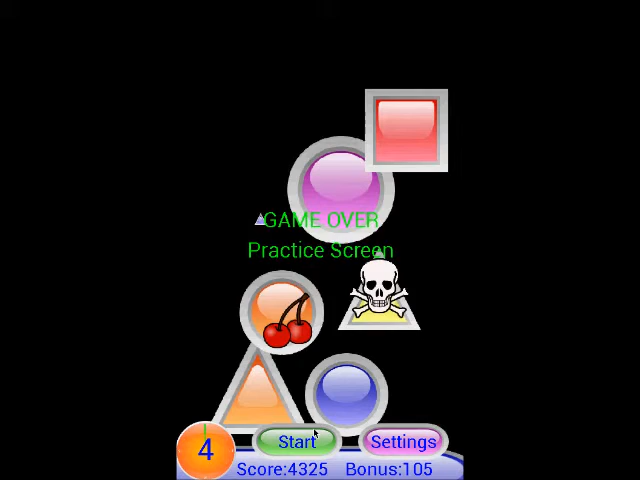 GAME OVER
Practice Screen
4
Start
Settings
Score:4325
Bonus:105